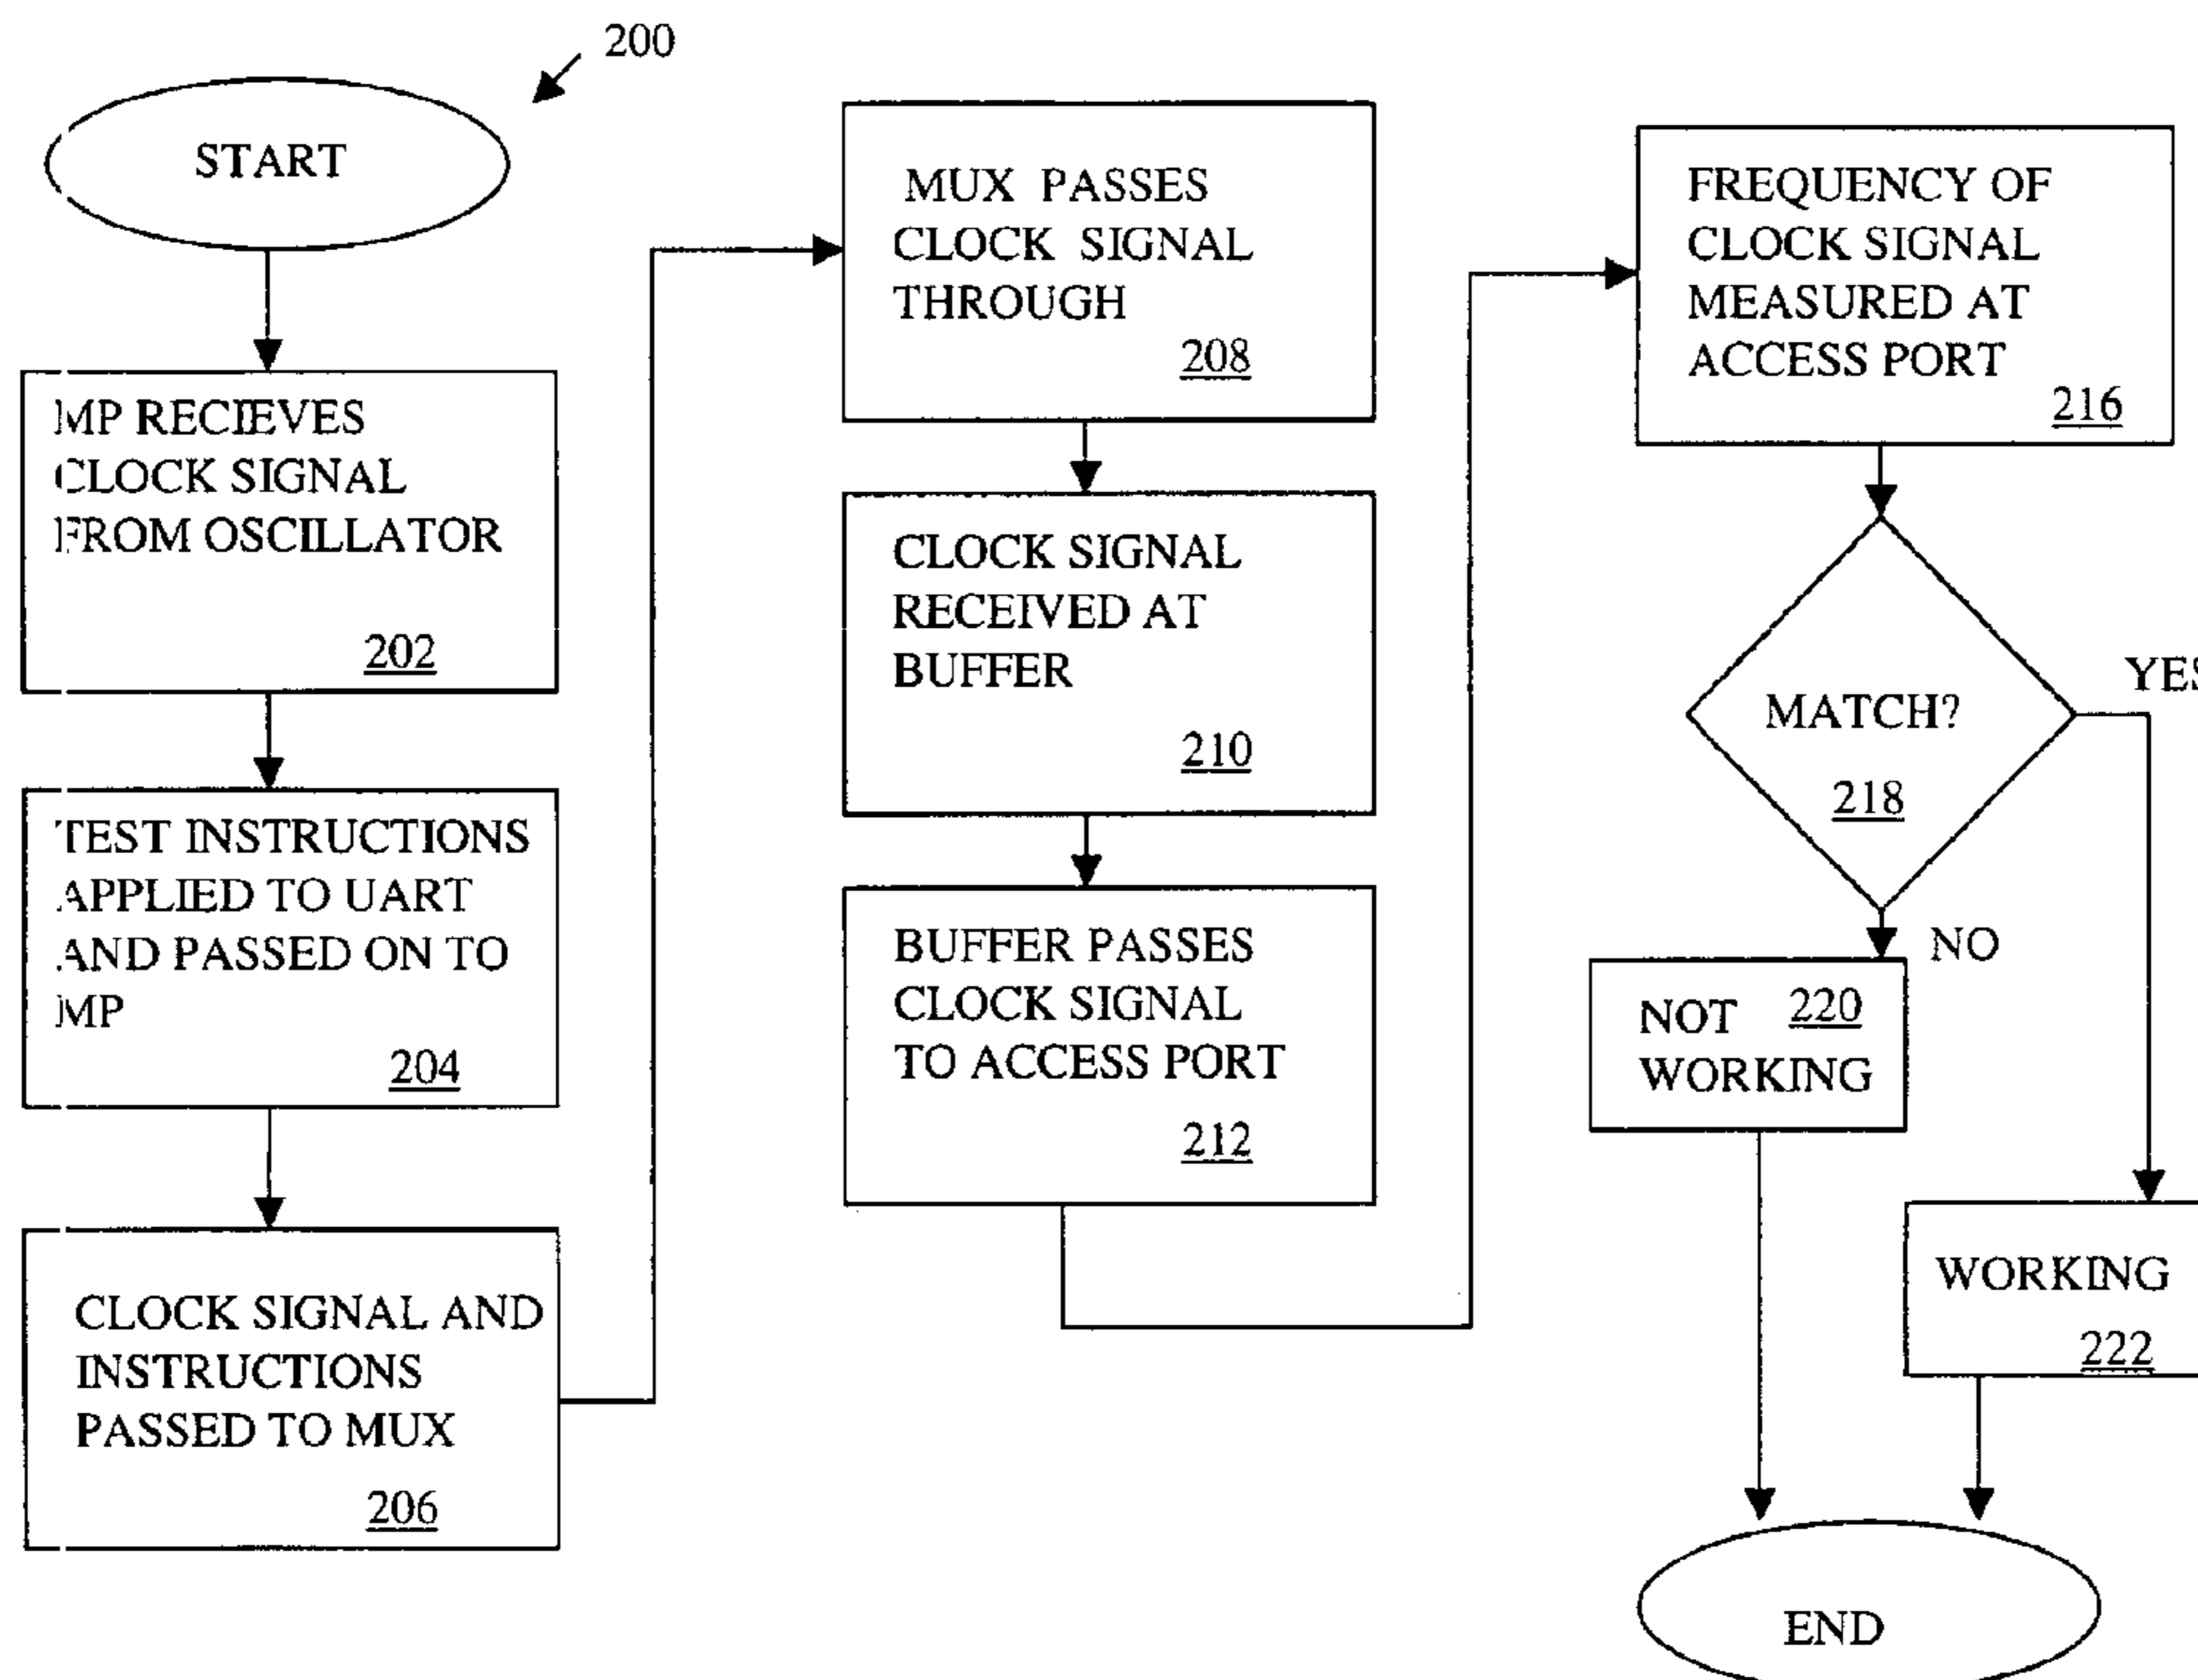 200
START
MP RECIEVES
CLOCK SIGNAL
FROM OSCILLATOR
202
TEST INSTRUCTIONS
APPLIED TO UART
AND PASSED ON TO
MP
204
CLOCK SIGNAL AND
INSTRUCTIONS
PASSED TO MUX
206
MUX PASSES
CLOCK SIGNAL
THROUGH
208
CLOCK SIGNAL
RECEIVED AT
BUFFER
210
BUFFER PASSES
CLOCK SIGNAL
TO ACCESS PORT
212
FREQUENCY OF
CLOCK SIGNAL
MEASURED AT
ACCESS PORT
216
MATCH?
218
YES
NO
NOT 220
WORKING
WORKING
222
END